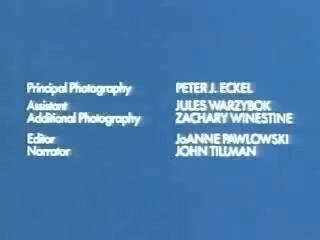 Principal Photography PETER J. ECKEL
Assistant JULES WARZYBOK
Additional Photography ZACHARY WINESTINE
Editor JoANNE PAWLOWSKI
Narrator JOHN TILLMAN